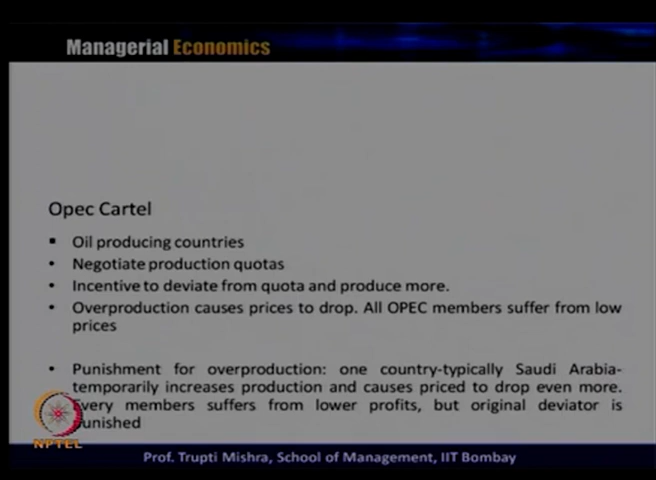 Managerial Economics
Opec Cartel
▪ Oil producing countries
• Negotiate production quotas
• Incentive to deviate from quota and produce more.
• Overproduction causes prices to drop. All OPEC members suffer from low
prices
• Punishment for overproduction: one country-typically Saudi Arabia-
temporarily increases production and causes priced to drop even more.
Every members suffers from lower profits, but original deviator is
punished
NPTEL
Prof. Trupti Mishra, School of Management, IIT Bombay